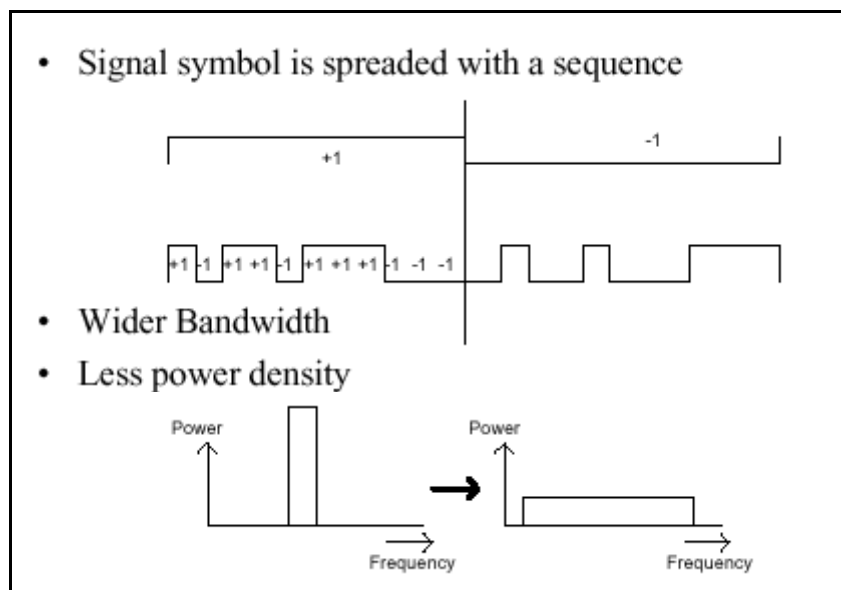 • Signal symbol is spreaded with a sequence
+1
-1
+1 -1 +1 +1 -1 +1 +1 +1 -1 -1 -1
• Wider Bandwidth
• Less power density
Power
Power
Frequency
Frequency